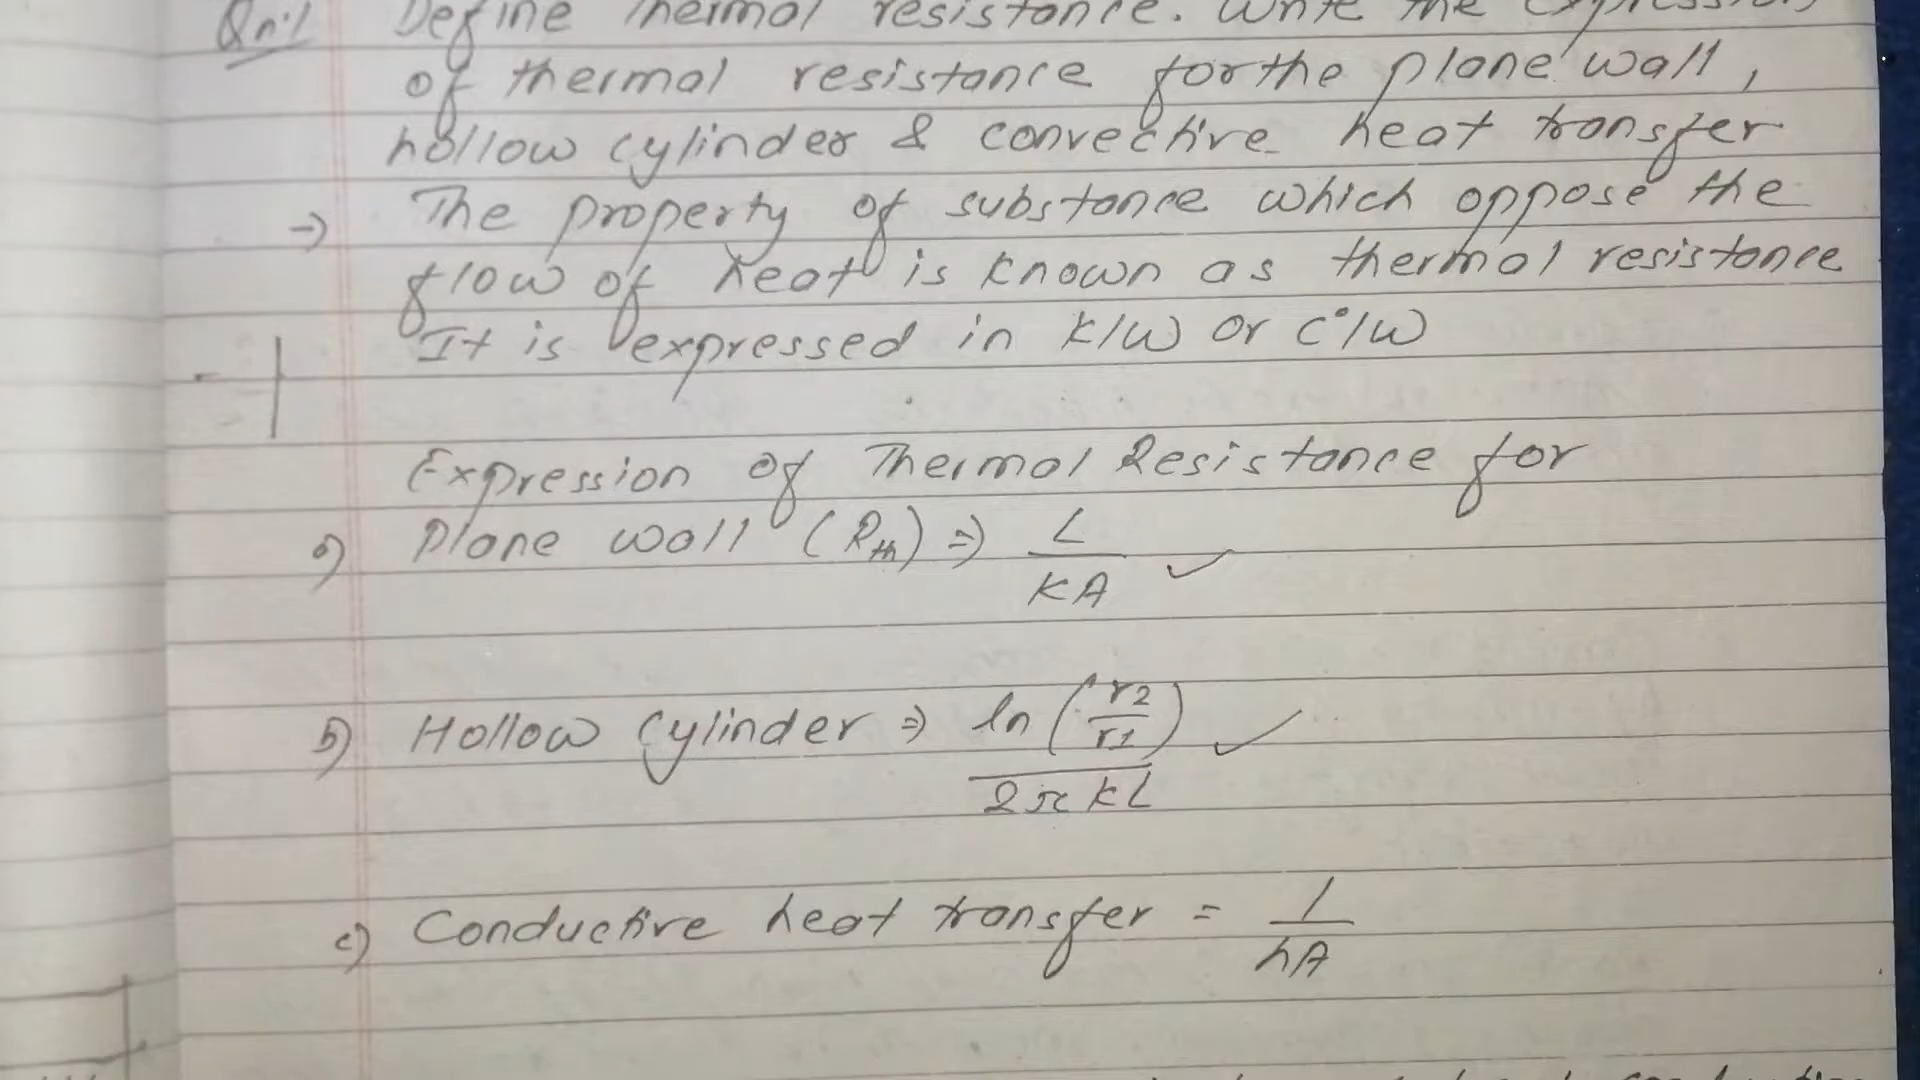 Qn:1 Define Thermal resistance. Write the expression
of thermal resistance for the plane wall,
hollow cylinder & convective heat transfer
→ The property of substance which oppose the
flow of heat is known as thermal resistance
It is expressed in K/W or C°/W
Expression of Thermal Resistance for
a) Plane wall (Rth) ⇒ L / KA ✓
b) Hollow Cylinder ⇒ ln (r2/r1) / 2πkL ✓
c) Conductive heat transfer = 1 / hA